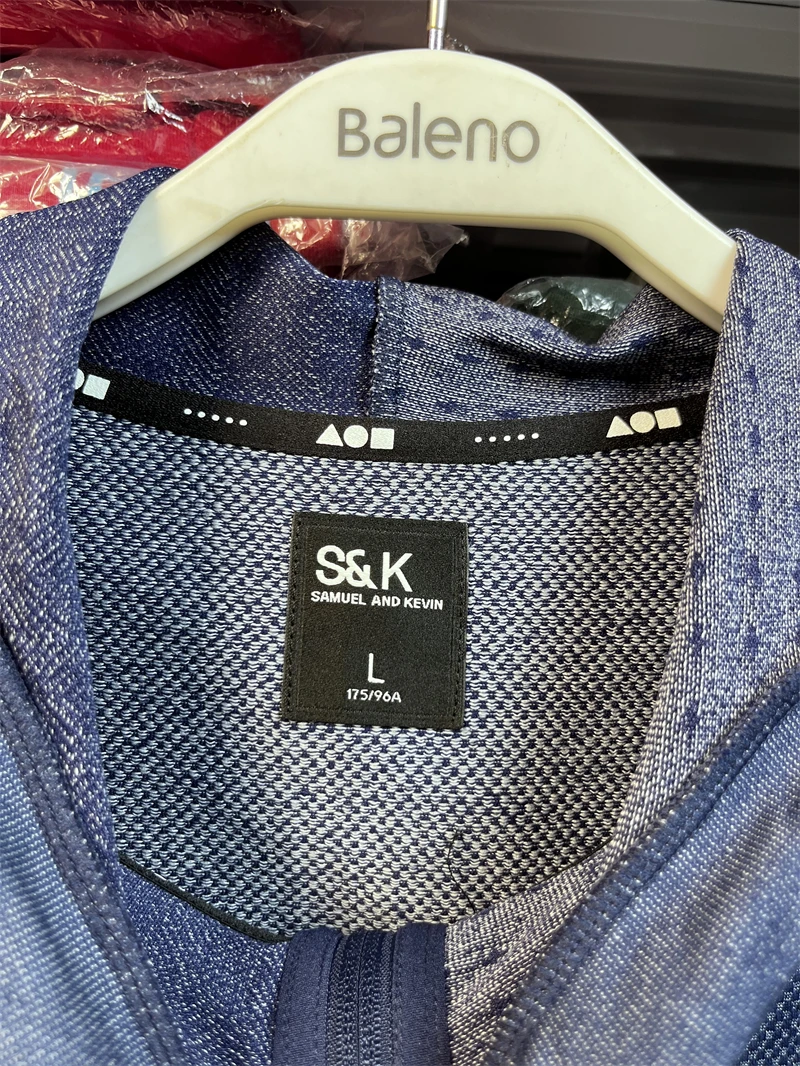 Baleno
S&K
SAMUEL AND KEVIN
L
175/96A